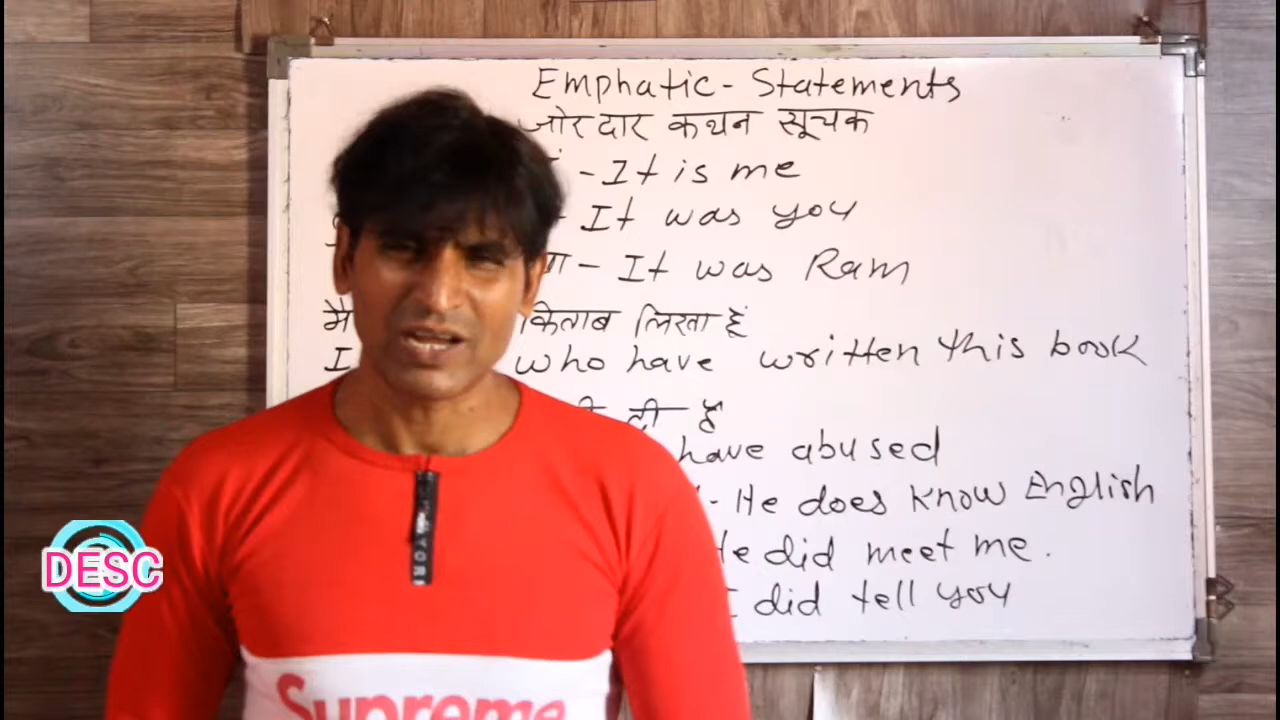 Emphatic - Statements
जोरदार कथन सूचक
- It is me
- It was you
- It was Ram
मै किताब लिखा हूं
I who have written this book
दी है
have abused
- He does know English
He did meet me.
I did tell you
DESC
YORK
Supreme